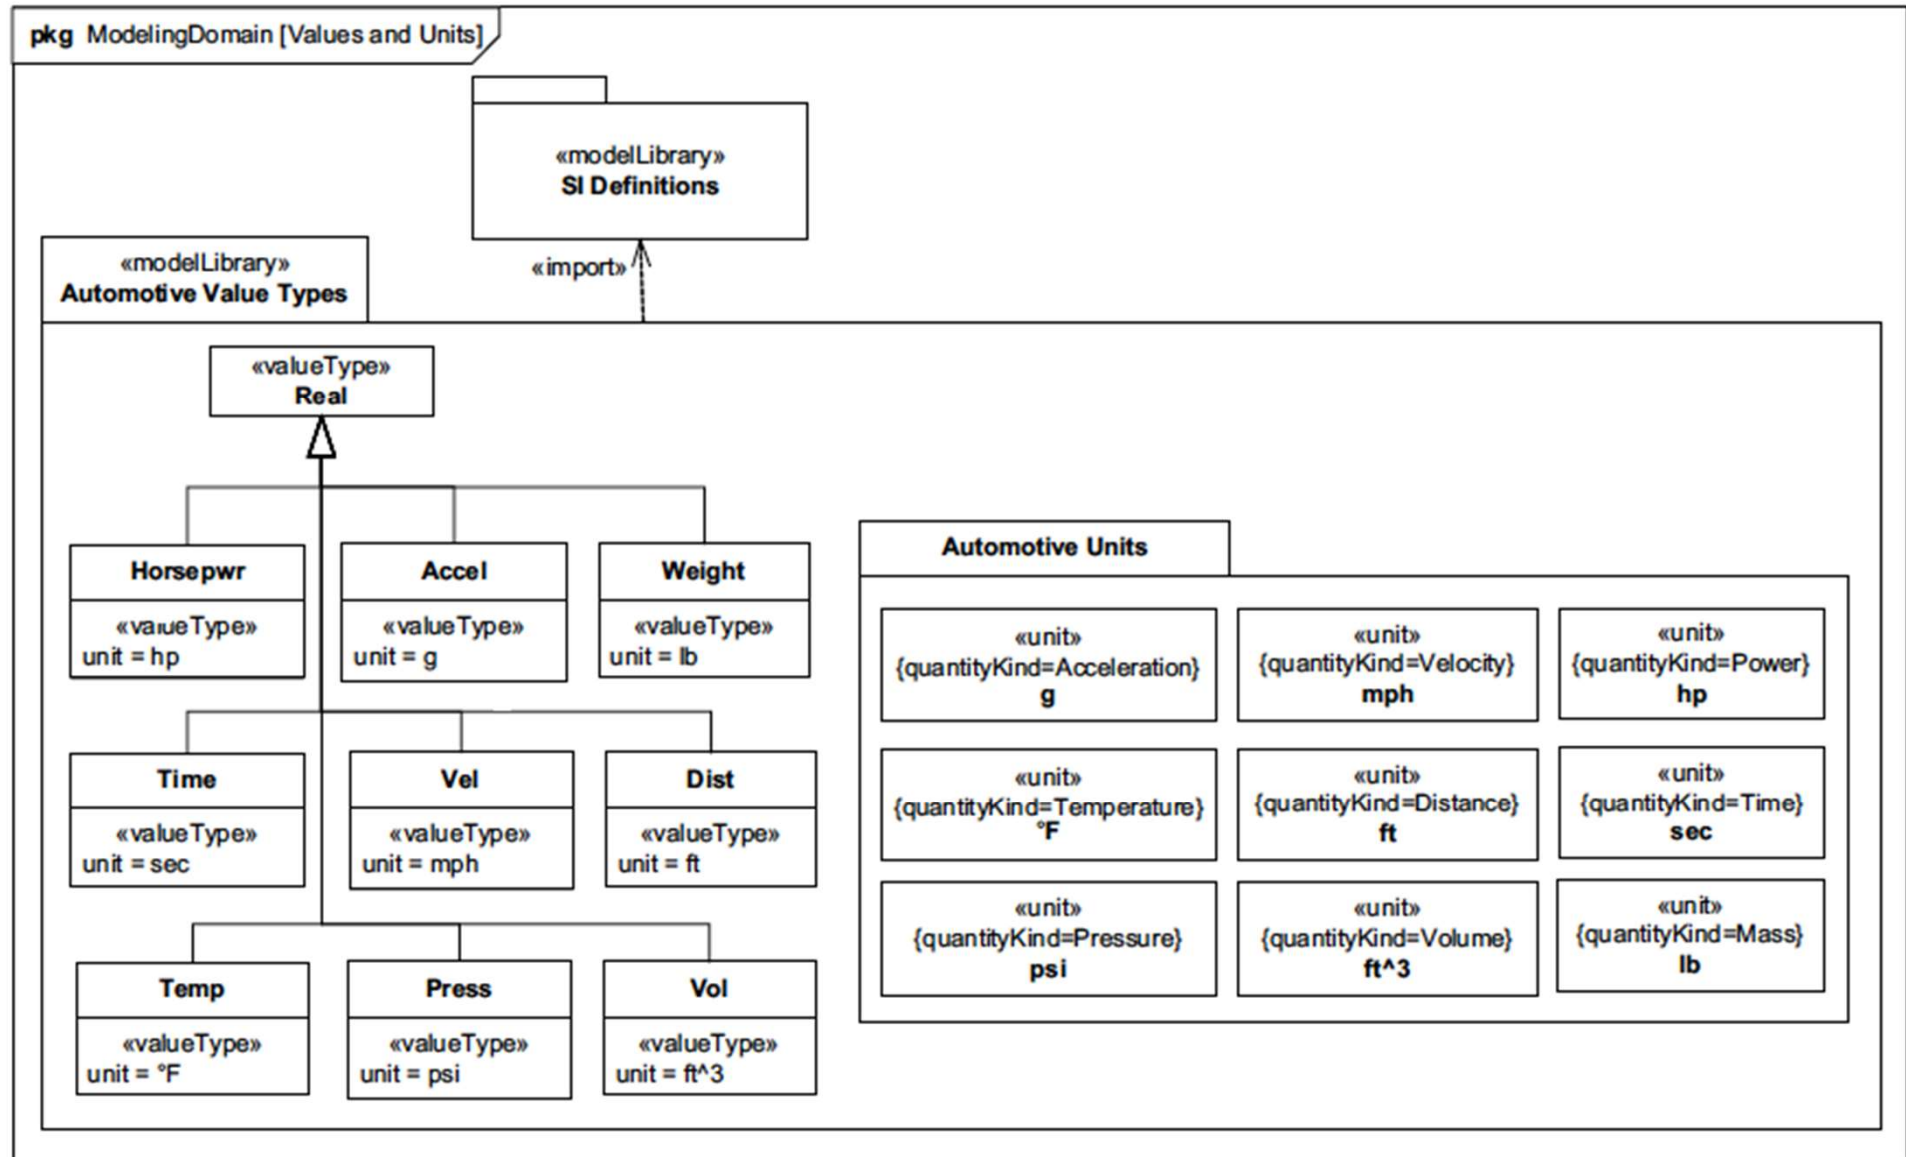 pkg ModelingDomain [Values and Units]
«modelLibrary»
SI Definitions
«import»
«modelLibrary»
Automotive Value Types
«valueType»
Real
Horsepwr
«valueType»
unit = hp
Accel
«valueType»
unit = g
Weight
«valueType»
unit = lb
Time
«valueType»
unit = sec
Vel
«valueType»
unit = mph
Dist
«valueType»
unit = ft
Temp
«valueType»
unit = °F
Press
«valueType»
unit = psi
Vol
«valueType»
unit = ft^3
Automotive Units
«unit»
{quantityKind=Acceleration}
g
«unit»
{quantityKind=Velocity}
mph
«unit»
{quantityKind=Power}
hp
«unit»
{quantityKind=Temperature}
°F
«unit»
{quantityKind=Distance}
ft
«unit»
{quantityKind=Time}
sec
«unit»
{quantityKind=Pressure}
psi
«unit»
{quantityKind=Volume}
ft^3
«unit»
{quantityKind=Mass}
lb